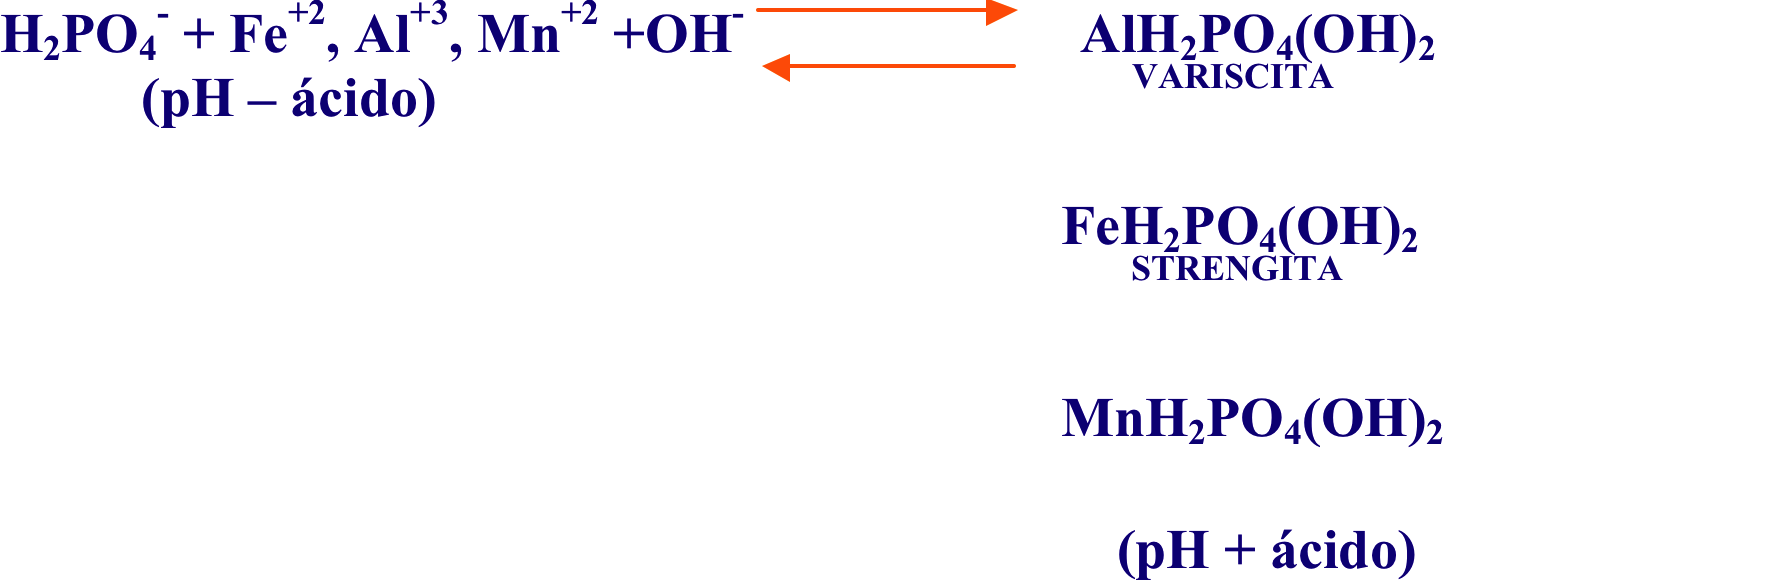 H₂PO₄⁻ + Fe⁺², Al⁺³, Mn⁺² +OH⁻ AlH₂PO₄(OH)₂
VARISCITA
(pH – ácido)
FeH₂PO₄(OH)₂
STRENGITA
MnH₂PO₄(OH)₂
(pH + ácido)